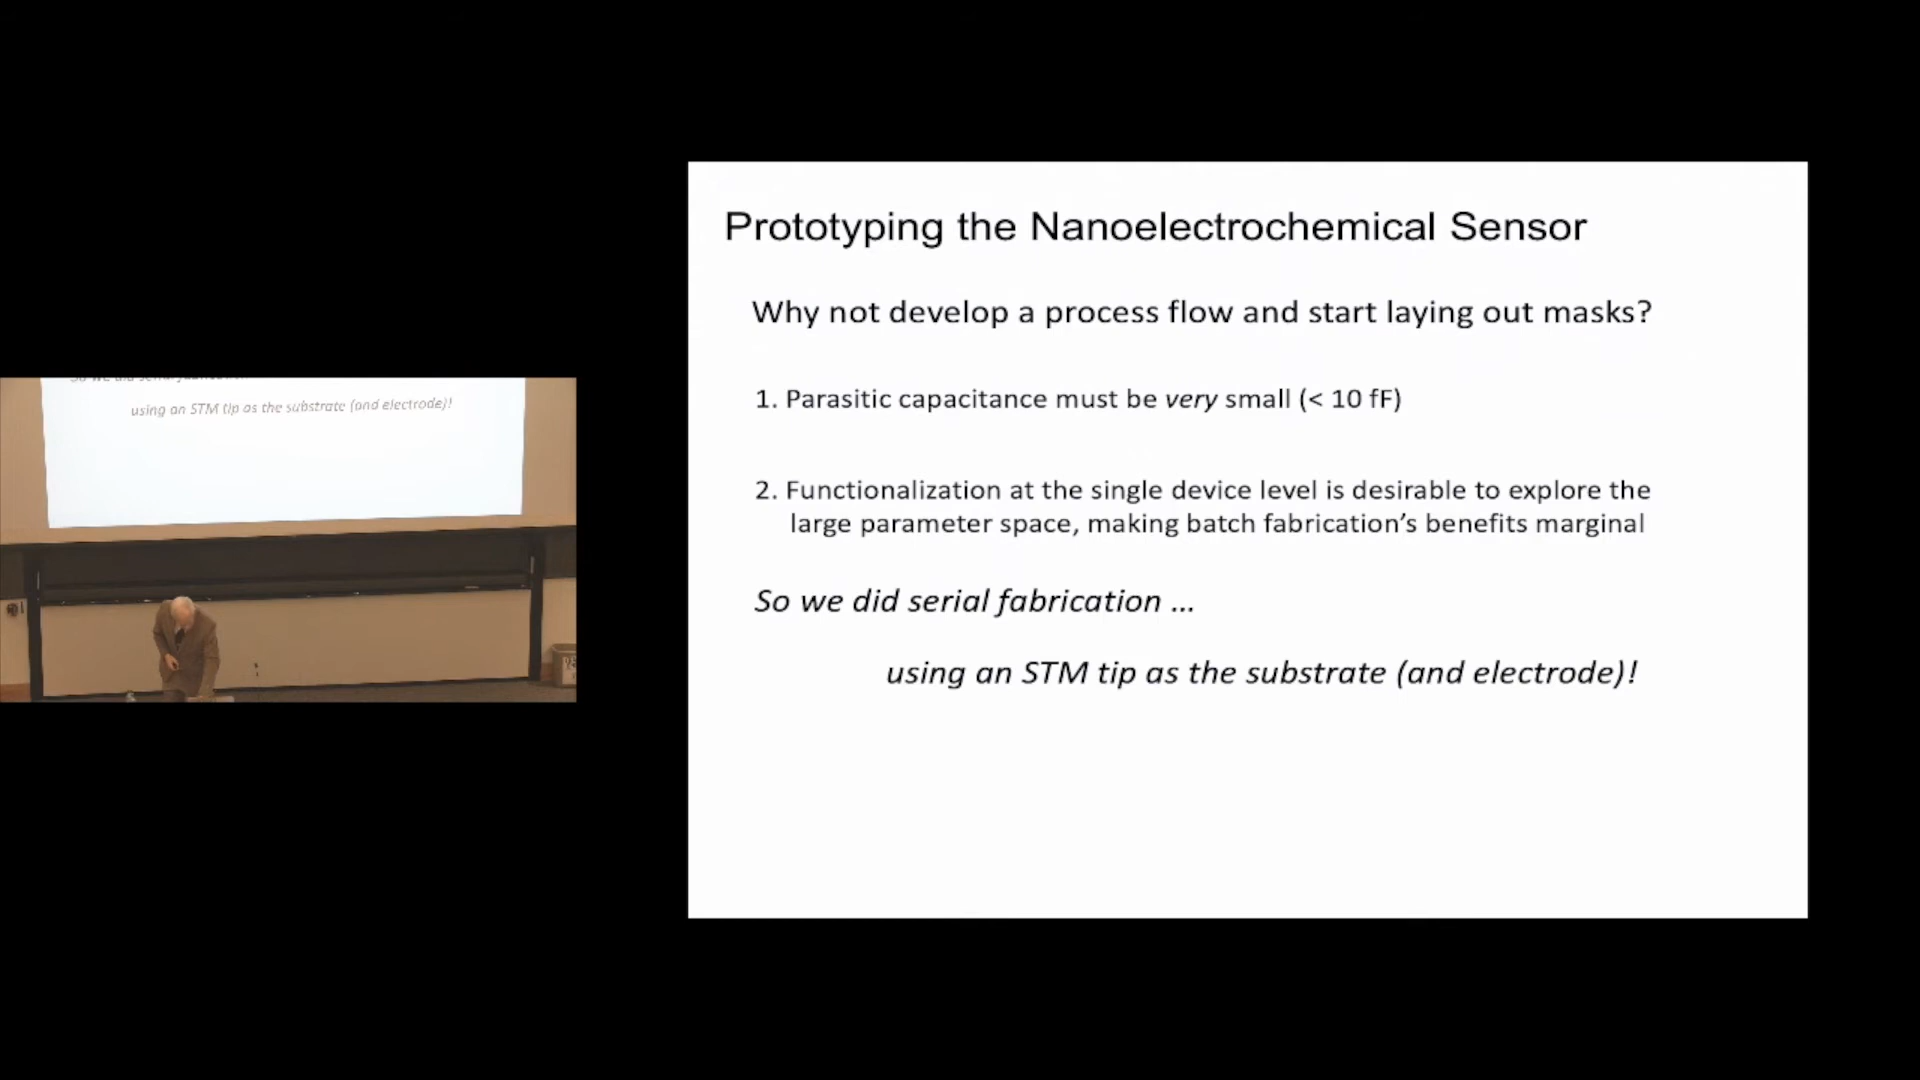 Prototyping the Nanoelectrochemical Sensor
Why not develop a process flow and start laying out masks?
1. Parasitic capacitance must be very small (< 10 fF)
2. Functionalization at the single device level is desirable to explore the
large parameter space, making batch fabrication’s benefits marginal
So we did serial fabrication ...
using an STM tip as the substrate (and electrode)!
using an STM tip as the substrate (and electrode)!